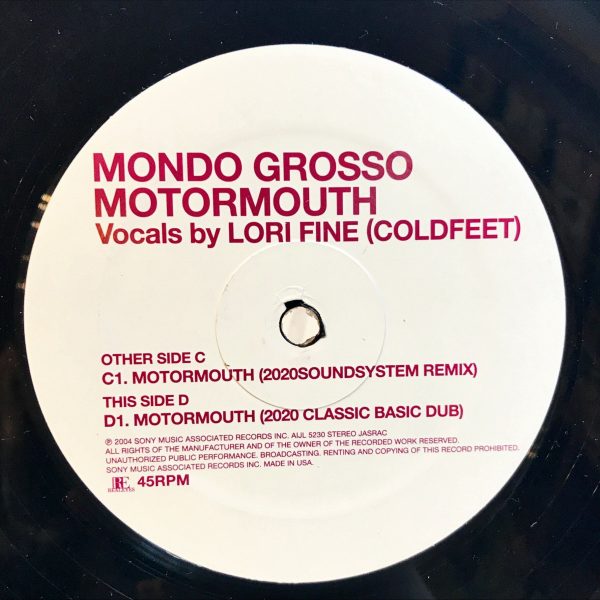 MONDO GROSSO
MOTORMOUTH
Vocals by LORI FINE (COLDFEET)
OTHER SIDE C
C1. MOTORMOUTH (2020SOUNDSYSTEM REMIX)
THIS SIDE D
D1. MOTORMOUTH (2020 CLASSIC BASIC DUB)
℗ 2004 SONY MUSIC ASSOCIATED RECORDS INC. AIJL 5230 STEREO JASRAC
ALL RIGHTS OF THE MANUFACTURER AND OF THE OWNER OF THE RECORDED WORK RESERVED.
UNAUTHORIZED PUBLIC PERFORMANCE. BROADCASTING. RENTING AND COPYING OF THIS RECORD PROHIBITED.
SONY MUSIC ASSOCIATED RECORDS INC. MADE IN USA.
45RPM